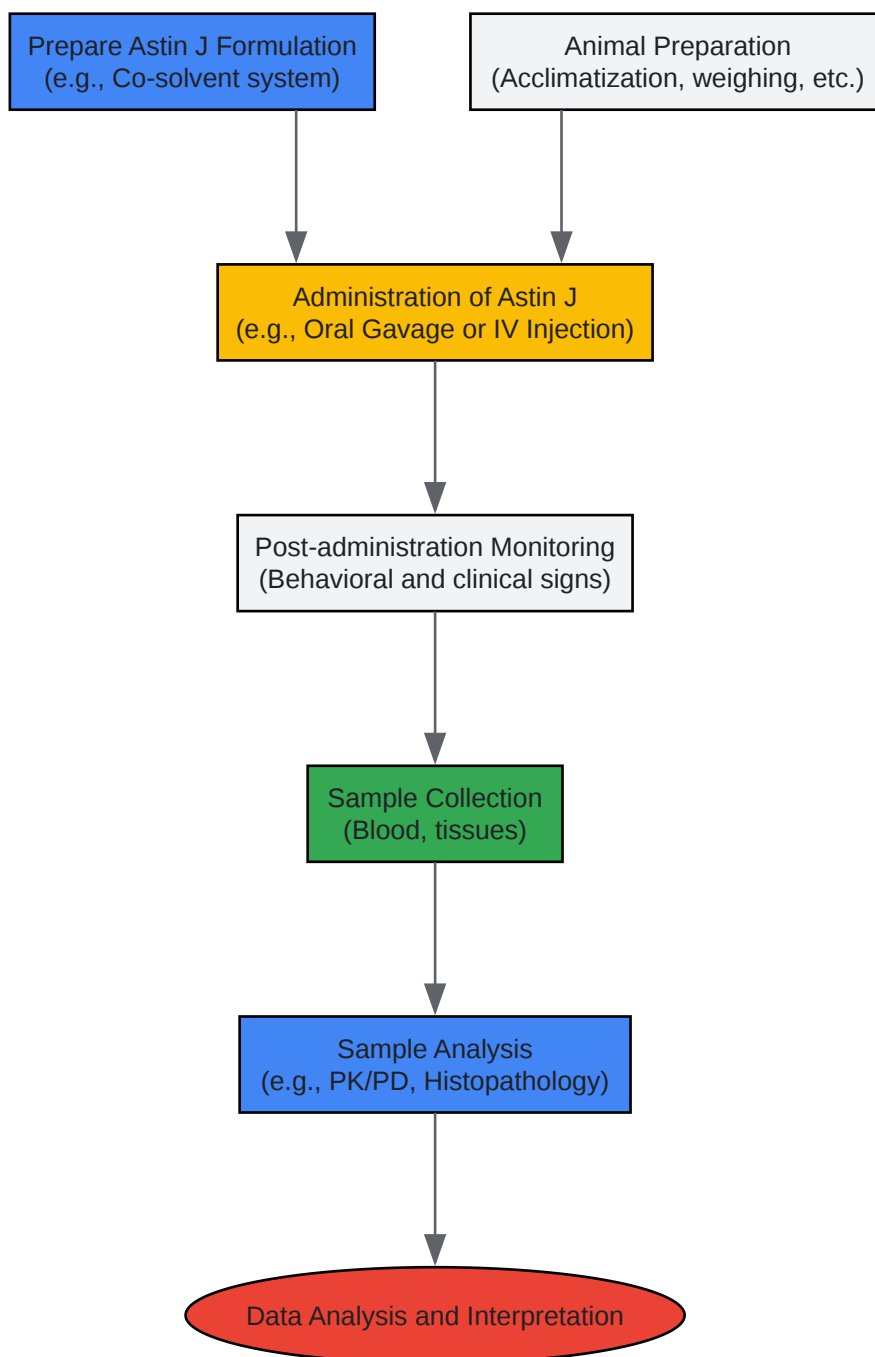 Prepare Astin J Formulation
(e.g., Co-solvent system)
Animal Preparation
(Acclimatization, weighing, etc.)
Administration of Astin J
(e.g., Oral Gavage or IV Injection)
Post-administration Monitoring
(Behavioral and clinical signs)
Sample Collection
(Blood, tissues)
Sample Analysis
(e.g., PK/PD, Histopathology)
Data Analysis and Interpretation